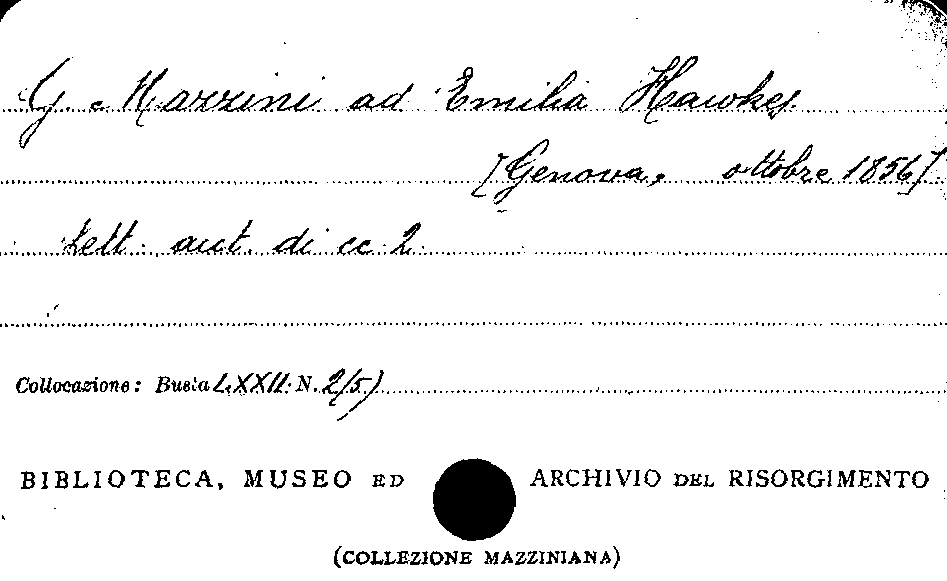 G. Mazzini ad Emilia Hawkes
[Genova, ottobre 1856]
Lett. aut. di cc. 2
Collocazione: Busta LXXII N. 2/5)
BIBLIOTECA, MUSEO ED ARCHIVIO DEL RISORGIMENTO
(COLLEZIONE MAZZINIANA)